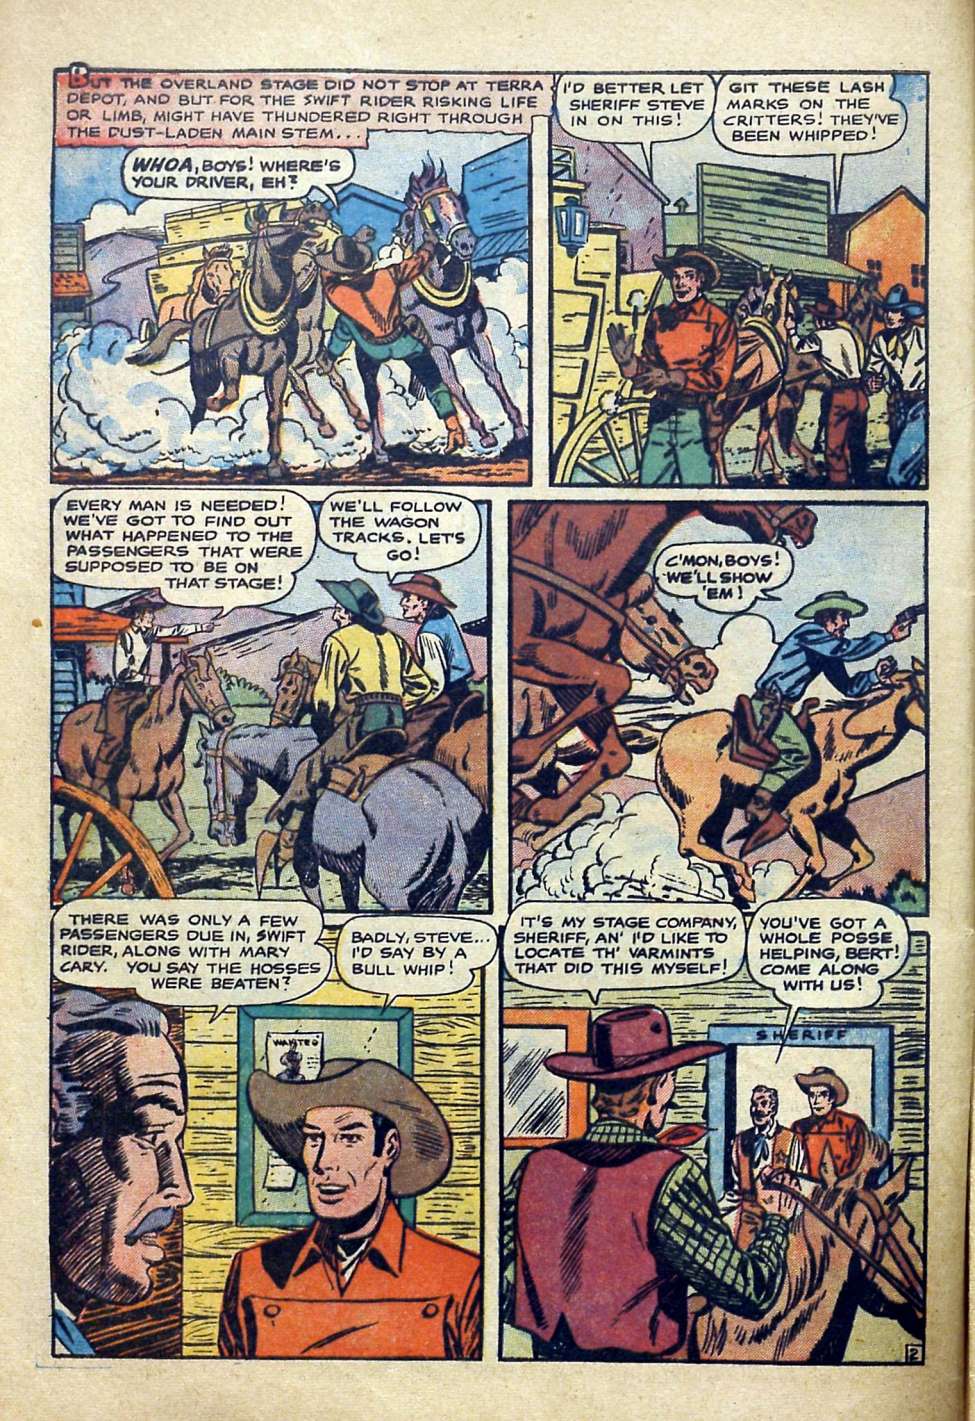 BUT THE OVERLAND STAGE DID NOT STOP AT TERRA
DEPOT, AND BUT FOR THE SWIFT RIDER RISKING LIFE
OR LIMB, MIGHT HAVE THUNDERED RIGHT THROUGH
THE DUST-LADEN MAIN STEM...
WHOA, BOYS! WHERE'S
YOUR DRIVER, EH?
I'D BETTER LET
SHERIFF STEVE
IN ON THIS!
GIT THESE LASH
MARKS ON THE
CRITTERS! THEY'VE
BEEN WHIPPED!
EVERY MAN IS NEEDED!
WE'VE GOT TO FIND OUT
WHAT HAPPENED TO THE
PASSENGERS THAT WERE
SUPPOSED TO BE ON
THAT STAGE!
WE'LL FOLLOW
THE WAGON
TRACKS. LET'S
GO!
C'MON, BOYS!
WE'LL SHOW
'EM!
THERE WAS ONLY A FEW
PASSENGERS DUE IN, SWIFT
RIDER, ALONG WITH MARY
CARY. YOU SAY THE HOSSES
WERE BEATEN?
BADLY, STEVE...
I'D SAY BY A
BULL WHIP!
WANTED
IT'S MY STAGE COMPANY,
SHERIFF, AN' I'D LIKE TO
LOCATE TH' VARMINTS
THAT DID THIS MYSELF!
YOU'VE GOT A
WHOLE POSSE
HELPING, BERT!
COME ALONG
WITH US!
SHERIFF
2